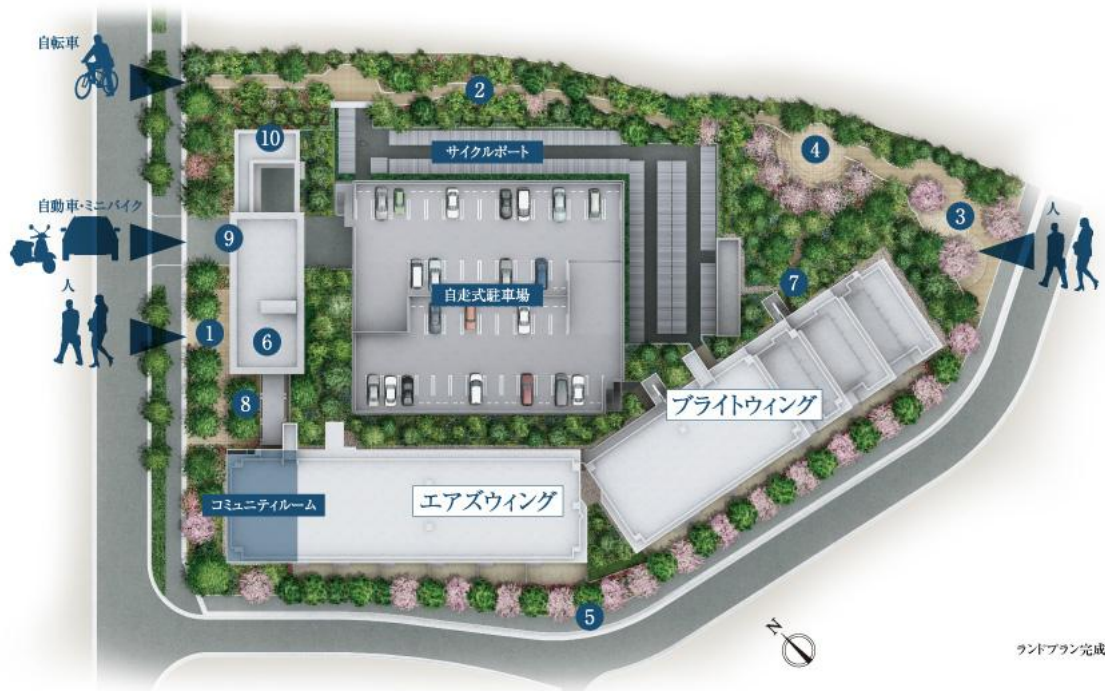 自転車
2
10
サイクルポート
4
自動車・ミニバイク
3
9
人
7
自走式駐車場
人
1
6
8
ブライトウィング
コミュニティルーム
エアズウィング
5
N
ランドプラン完成